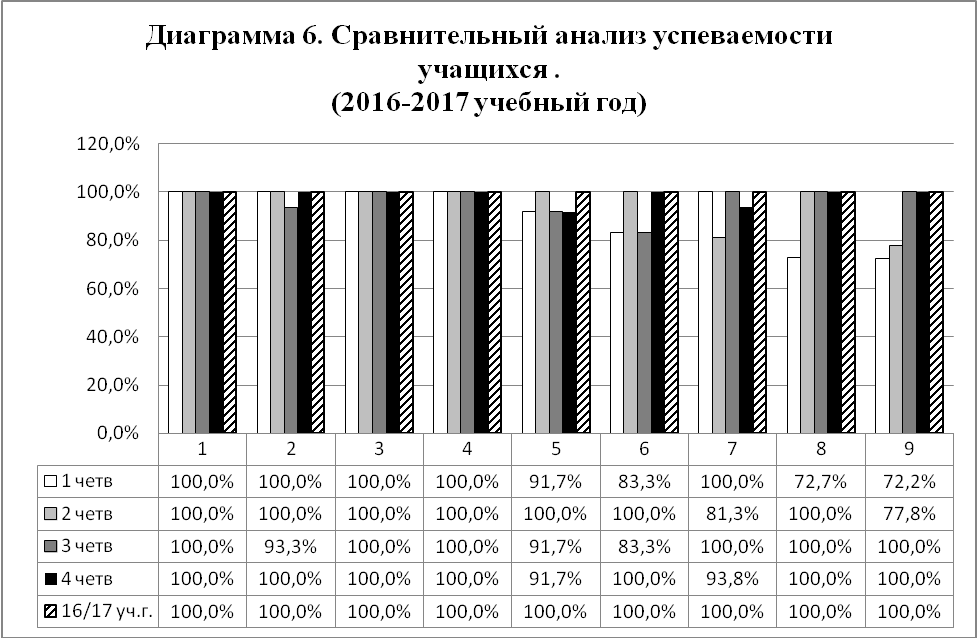 Диаграмма 6. Сравнительный анализ успеваемости
учащихся .
(2016-2017 учебный год)
120,0%
100,0%
80,0%
60,0%
40,0%
20,0%
0,0%
1 2 3 4 5 6 7 8 9
1 четв 100,0% 100,0% 100,0% 100,0% 91,7% 83,3% 100,0% 72,7% 72,2%
2 четв 100,0% 100,0% 100,0% 100,0% 100,0% 100,0% 81,3% 100,0% 77,8%
3 четв 100,0% 93,3% 100,0% 100,0% 91,7% 83,3% 100,0% 100,0% 100,0%
4 четв 100,0% 100,0% 100,0% 100,0% 91,7% 100,0% 93,8% 100,0% 100,0%
16/17 уч.г. 100,0% 100,0% 100,0% 100,0% 100,0% 100,0% 100,0% 100,0% 100,0%